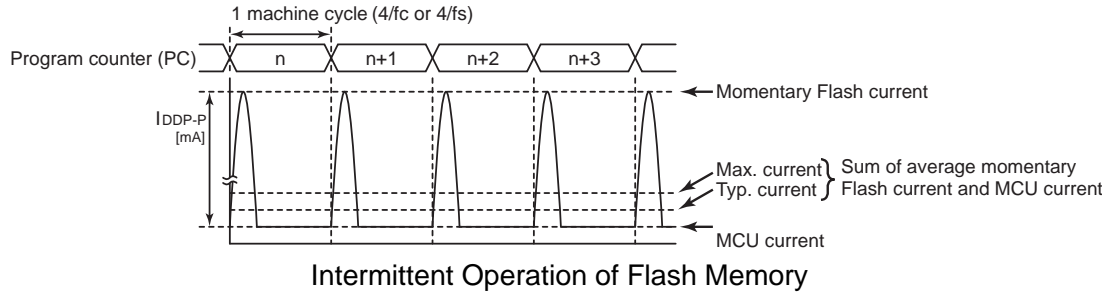 1 machine cycle (4/fc or 4/fs)
Program counter (PC)
n
n+1
n+2
n+3
Momentary Flash current
IDDP-P
[mA]
Max. current
Typ. current
Sum of average momentary
Flash current and MCU current
MCU current
Intermittent Operation of Flash Memory